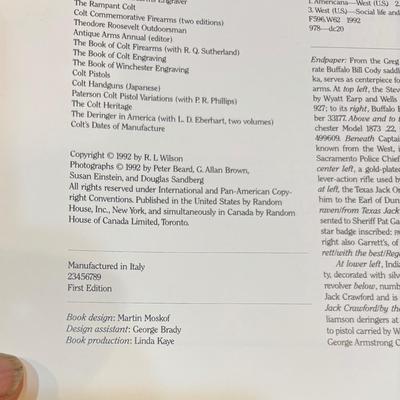 The Rampant Colt
Colt Commemorative Firearms (two editions)
Theodore Roosevelt Outdoorsman
Antique Arms Annual (editor)
The Book of Colt Firearms (with R. Q. Sutherland)
The Book of Colt Engraving
The Book of Winchester Engraving
Colt Pistols
Colt Handguns (Japanese)
Paterson Colt Pistol Variations (with P. R. Phillips)
The Colt Heritage
The Deringer in America (with L. D. Eberhart, two volumes)
Colt's Dates of Manufacture
Copyright © 1992 by R. L Wilson
Photographs © 1992 by Peter Beard, G. Allan Brown,
Susan Einstein, and Douglas Sandberg
All rights reserved under International and Pan-American Copy-
right Conventions. Published in the United States by Random
House, Inc., New York, and simultaneously in Canada by Random
House of Canada Limited, Toronto.
Manufactured in Italy
23456789
First Edition
Book design: Martin Moskof
Design assistant: George Brady
Book production: Linda Kaye
1. Americana—West (U.S.) 2.
3. West (U.S.)—Social life and
F596.W62 1992
978—dc20
Endpaper: From the Greg
rate Buffalo Bill Cody saddl
ka, serves as centerpiece fo
arms. At top left, the Stev
by Wyatt Earp and Wells
927; to its right, Buffalo B
ber 33177. Above and to t
chester Model 1873 .22, s
499609. Beneath Captai
known from the West, i
Sacramento Police Chief
center left, a gold-plated
lever-action rifle used by
at left, the Texas Jack Or
him to the Earl of Dun
raven/from Texas Jack
sented to Sheriff Pat Ga
star badge inscribed:
right also Garrett's, of
rett/with the best/Reg
At lower left, Indi
ty, decorated with silv
revolver below, numb
Jack Crawford and is
Jack Crawford/by the
liamson deringers at
to pistol carried by W
George Armstrong C